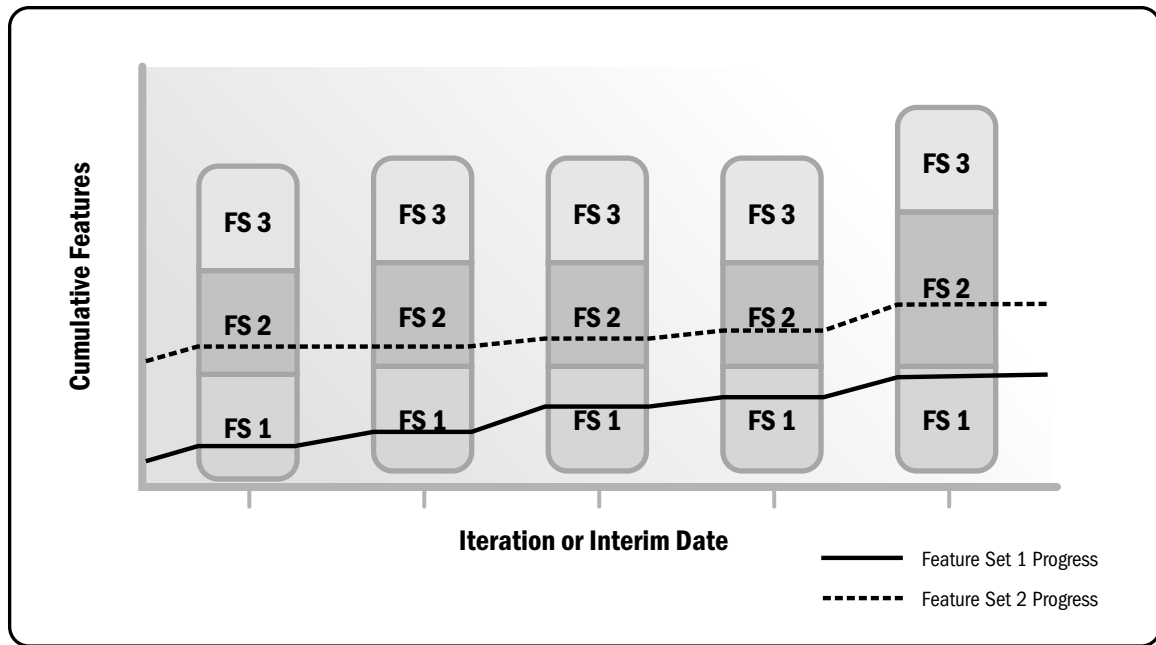 Cumulative Features
FS 3
FS 2
FS 1
FS 3
FS 2
FS 1
FS 3
FS 2
FS 1
FS 3
FS 2
FS 1
FS 3
FS 2
FS 1
Iteration or Interim Date
Feature Set 1 Progress
Feature Set 2 Progress